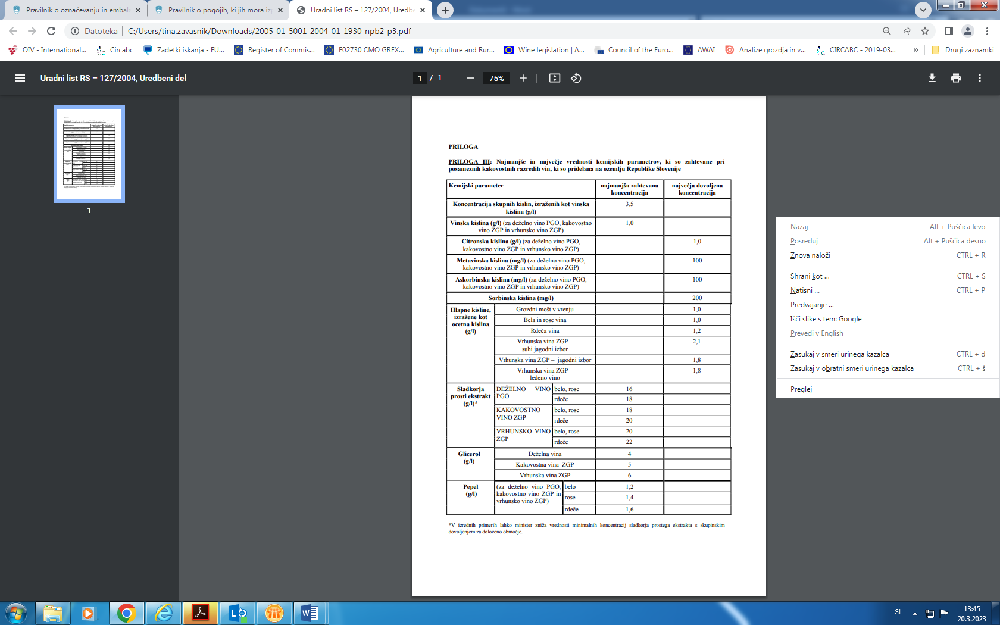 Pravilnik o označevanju in embala
Pravilnik o pogojih, ki jih mora iz
Uradni list RS – 127/2004, Uredbe
Datoteka | C:/Users/tina.zavasnik/Downloads/2005-01-5001-2004-01-1930-npb2-p3.pdf
OIV - International... Circabc Zadetki iskanja - EU... Register of Commis... E02730 CMO GREX... Agriculture and Rur... Wine legislation | A... Council of the Euro... AWAI Analize grozdja in v... CIRCABC - 2019-03... » Drugi zaznamki
Uradni list RS – 127/2004, Uredbeni del
1 / 1
75%
1
PRILOGA
PRILOGA III: Najmanjše in največje vrednosti kemijskih parametrov, ki so zahtevane pri
posameznih kakovostnih razredih vin, ki so pridelana na ozemlju Republike Slovenije
Kemijski parameter najmanjša zahtevana koncentracija največja dovoljena koncentracija
Koncentracija skupnih kislin, izraženih kot vinska
kislina (g/l) 3,5
Vinska kislina (g/l) (za deželno vino PGO, kakovostno
vino ZGP in vrhunsko vino ZGP) 1,0
Citronska kislina (g/l) (za deželno vino PGO,
kakovostno vino ZGP in vrhunsko vino ZGP) 1,0
Metavinska kislina (mg/l) (za deželno vino PGO,
kakovostno vino ZGP in vrhunsko vino ZGP) 100
Askorbinska kislina (mg/l) (za deželno vino PGO,
kakovostno vino ZGP in vrhunsko vino ZGP) 100
Sorbinska kislina (mg/l) 200
Hlapne kisline,
izražene kot
ocetna kislina
(g/l)
Grozdni mošt v vrenju 1,0
Bela in rose vina 1,0
Rdeča vina 1,2
Vrhunska vina ZGP –
suhi jagodni izbor 2,1
Vrhunska vina ZGP – jagodni izbor 1,8
Vrhunska vina ZGP –
ledeno vino 1,8
Sladkorja
prosti ekstrakt
(g/l)*
DEŽELNO VINO
PGO
belo, rose 16
rdeče 18
KAKOVOSTNO
VINO ZGP
belo, rose 18
rdeče 20
VRHUNSKO VINO
ZGP
belo, rose 20
rdeče 22
Glicerol
(g/l)
Deželna vina 4
Kakovostna vina ZGP 5
Vrhunska vina ZGP 6
Pepel
(g/l)
(za deželno vino PGO,
kakovostno vino ZGP in
vrhunsko vino ZGP)
belo 1,2
rose 1,4
rdeče 1,6
*V izrednih primerih lahko minister zniža vrednosti minimalnih koncentracij sladkorja prostega ekstrakta s skupinskim
dovoljenjem za določeno območje.
Nazaj Alt + Puščica levo
Posreduj Alt + Puščica desno
Znova naloži CTRL + R
Shrani kot ... CTRL + S
Natisni ... CTRL + P
Predvajanje ...
Išči slike s tem: Google
Prevedi v English
Zasukaj v smeri urinega kazalca CTRL + đ
Zasukaj v obratni smeri urinega kazalca CTRL + š
Preglej
SL
13:45
20.3.2023